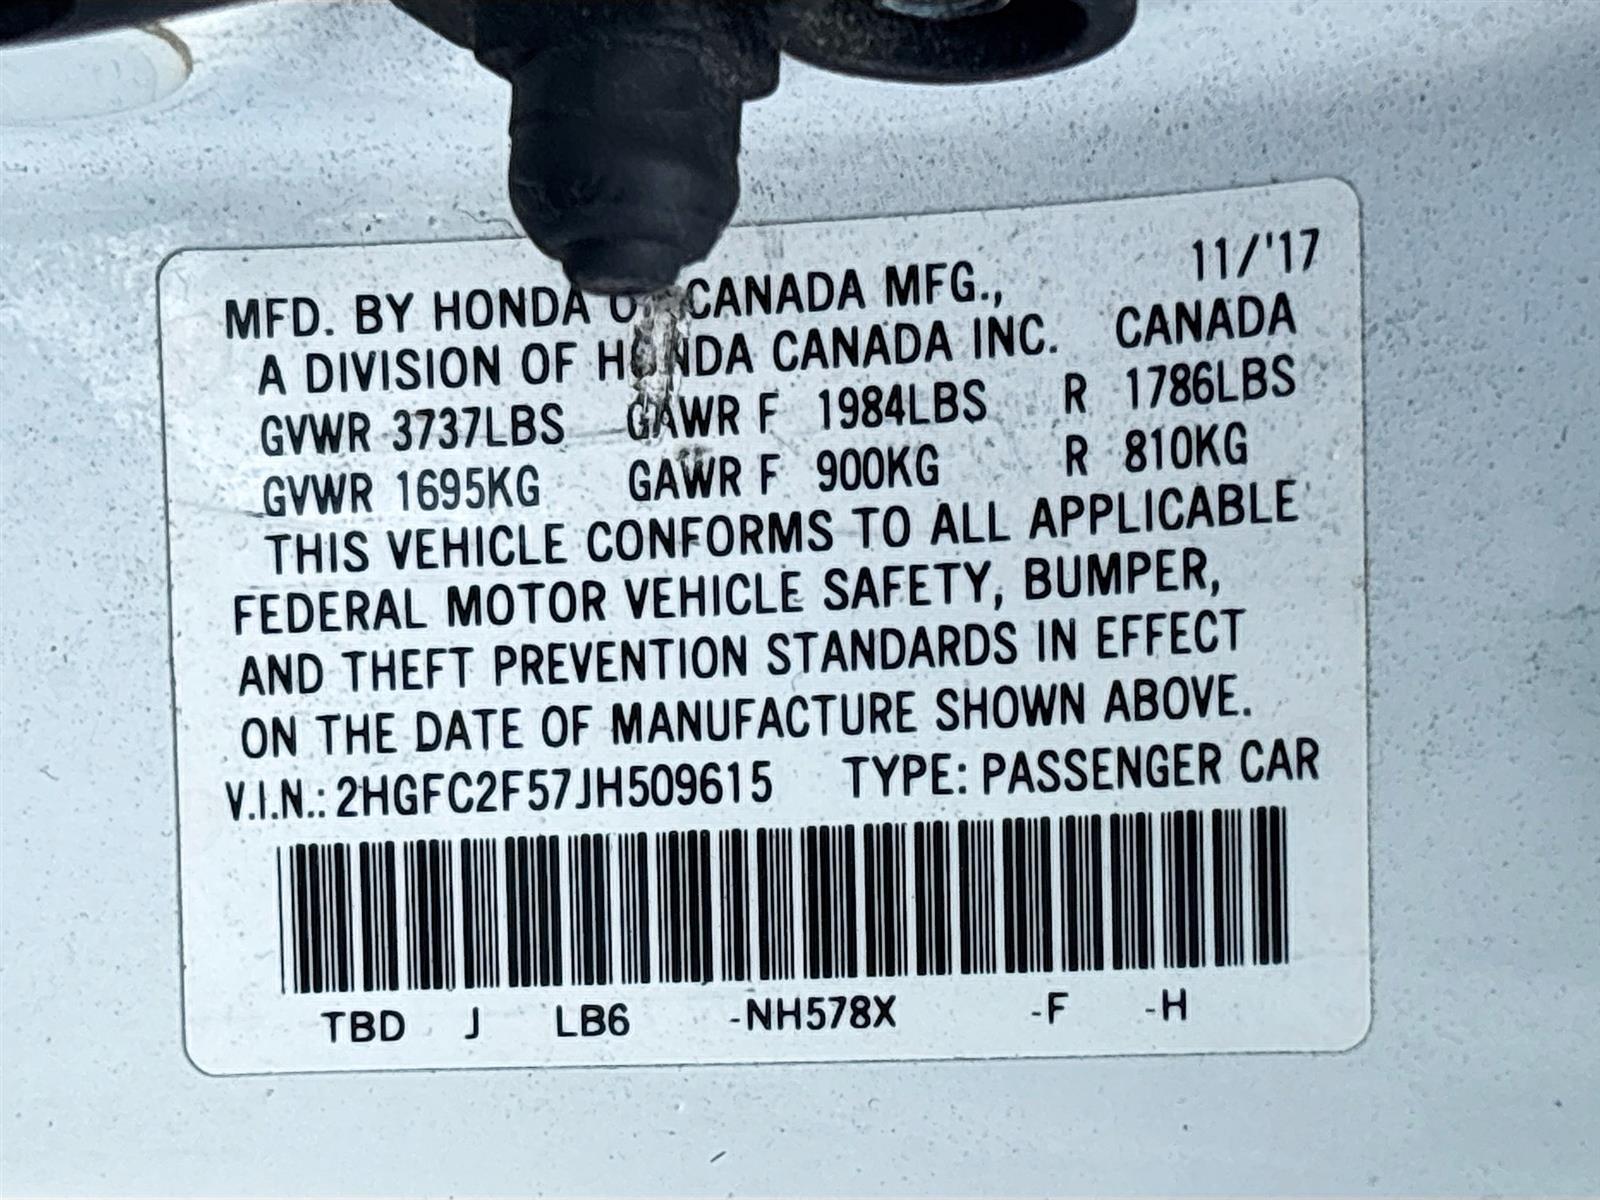 11/'17
MFD. BY HONDA CANADA MFG.,
A DIVISION OF HONDA CANADA INC. CANADA
GVWR 3737LBS GAWR F 1984LBS R 1786LBS
GVWR 1695KG GAWR F 900KG R 810KG
THIS VEHICLE CONFORMS TO ALL APPLICABLE
FEDERAL MOTOR VEHICLE SAFETY, BUMPER,
AND THEFT PREVENTION STANDARDS IN EFFECT
ON THE DATE OF MANUFACTURE SHOWN ABOVE.
V.I.N.: 2HGFC2F57JH509615 TYPE: PASSENGER CAR
TBD J LB6 -NH578X -F -H